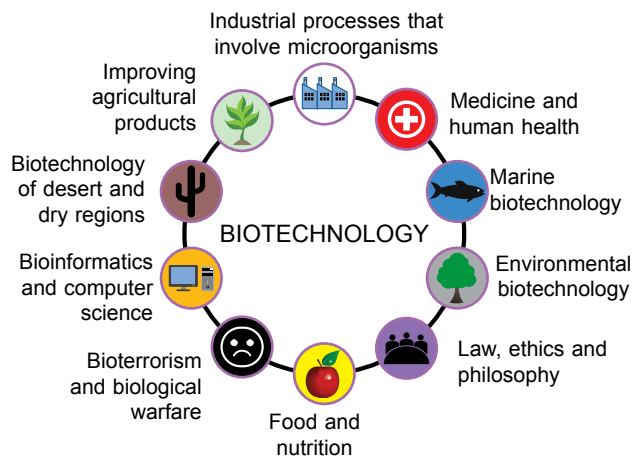 Industrial processes that
involve microorganisms
Medicine and
human health
Marine
biotechnology
Environmental
biotechnology
Law, ethics and
philosophy
Food and
nutrition
Bioterrorism
and biological
warfare
Bioinformatics
and computer
science
Biotechnology
of desert and
dry regions
Improving
agricultural
products
BIOTECHNOLOGY